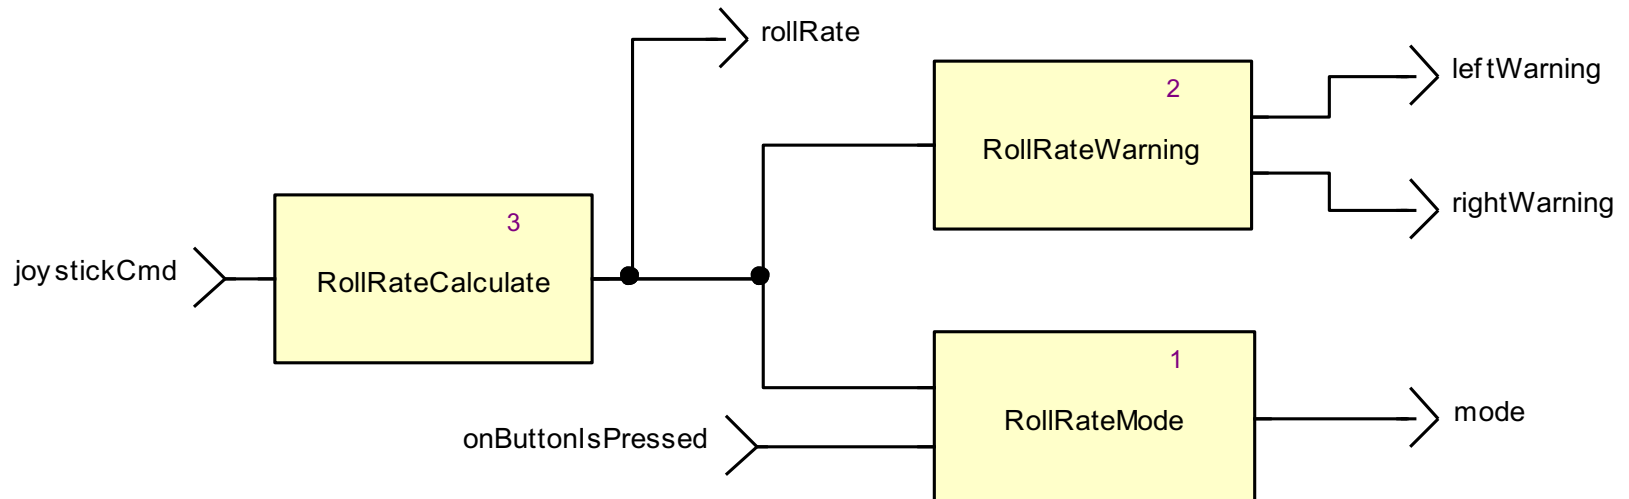 rollRate
leftWarning
2
RollRateWarning
rightWarning
3
joystickCmd
RollRateCalculate
1
mode
RollRateMode
onButtonIsPressed